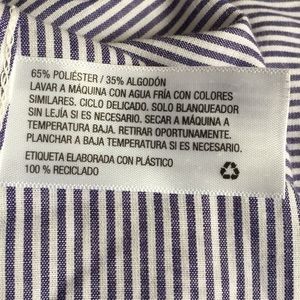 65% POLIÉSTER / 35% ALGODÓN
LAVAR A MÁQUINA CON AGUA FRÍA CON COLORES
SIMILARES. CICLO DELICADO. SOLO BLANQUEADOR
SIN LEJÍA SI ES NECESARIO. SECAR A MÁQUINA A
TEMPERATURA BAJA. RETIRAR OPORTUNAMENTE.
PLANCHAR A BAJA TEMPERATURA SI ES NECESARIO.
ETIQUETA ELABORADA CON PLÁSTICO
100 % RECICLADO